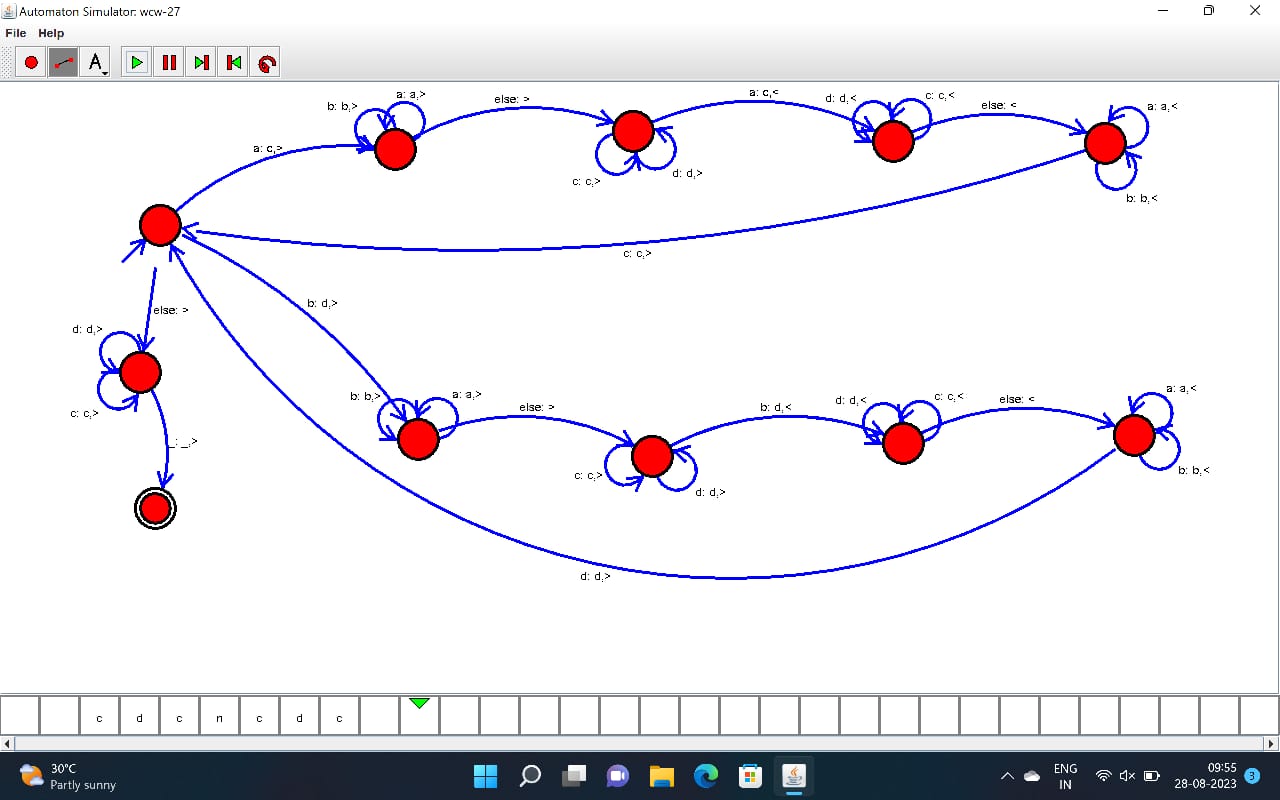 Automaton Simulator: wcw-27
File Help
A
b: b,> a: a,> else: > a: c,< d: d,< c: c,< else: < a: a,<
a: c,> c: c,> d: d,> b: b,<
c: c,>
b: d,>
else: >
d: d,>
c: c,>
_: _,>
b: b,> a: a,> else: > b: d,< d: d,< c: c,< else: < a: a,<
c: c,> d: d,> b: b,<
d: d,>
c d c n c d c
30°C
Partly sunny
ENG
IN
09:55
28-08-2023
3